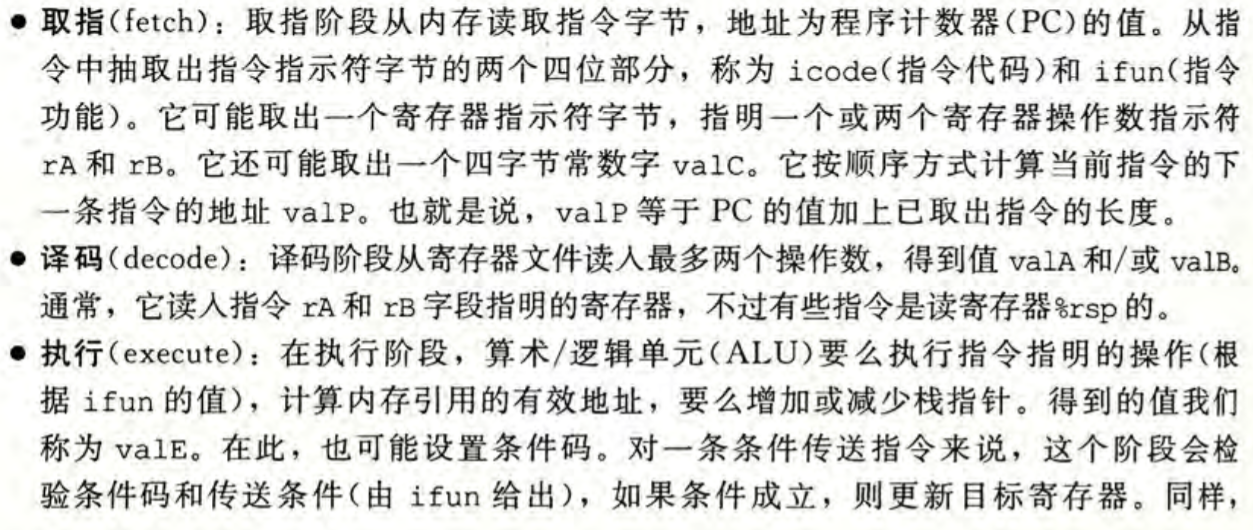 ● 取指(fetch)：取指阶段从内存读取指令字节，地址为程序计数器(PC)的值。从指
令中抽取出指令指示符字节的两个四位部分，称为 icode(指令代码)和 ifun(指令
功能)。它可能取出一个寄存器指示符字节，指明一个或两个寄存器操作数指示符
rA 和 rB。它还可能取出一个四字节常数字 valC。它按顺序方式计算当前指令的下
一条指令的地址 valP。也就是说，valP 等于 PC 的值加上已取出指令的长度。
● 译码(decode)：译码阶段从寄存器文件读入最多两个操作数，得到值 valA 和/或 valB。
通常，它读入指令 rA 和 rB 字段指明的寄存器，不过有些指令是读寄存器%rsp 的。
● 执行(execute)：在执行阶段，算术/逻辑单元(ALU)要么执行指令指明的操作(根
据 ifun 的值)，计算内存引用的有效地址，要么增加或减少栈指针。得到的值我们
称为 valE。在此，也可能设置条件码。对一条条件传送指令来说，这个阶段会检
验条件码和传送条件(由 ifun 给出)，如果条件成立，则更新目标寄存器。同样，